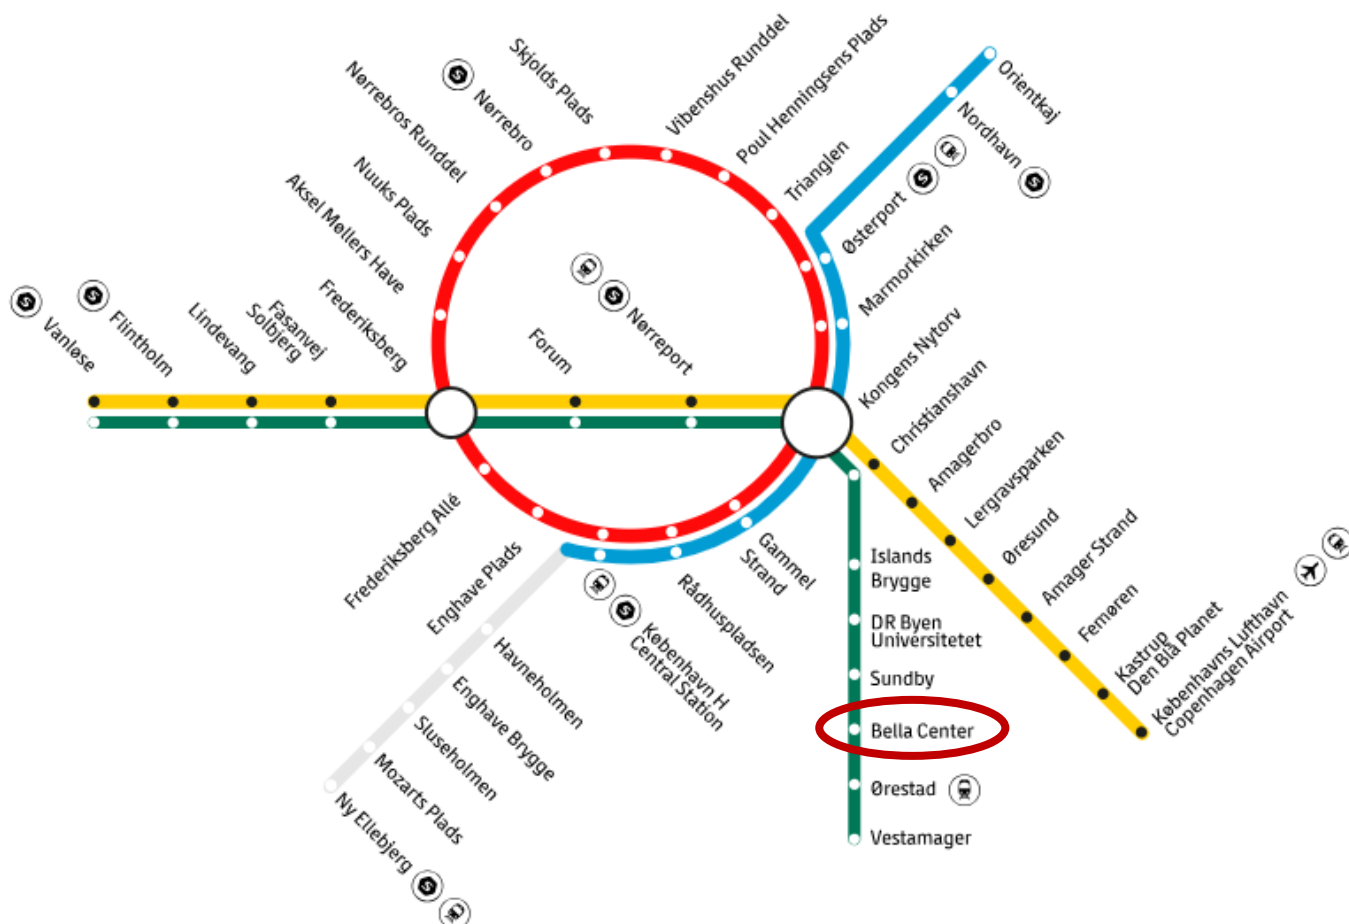 Skjolds Plads
Vibenshus Runddel
Poul Henningsens Plads
Nørrebro
Nørrebros Runddel
Trianglen
Orientkaj
Nordhavn
Nuuks Plads
Østerport
Aksel Møllers Have
Marmorkirken
Vanløse
Flintholm
Lindevang
Fasanvej
Solbjerg
Frederiksberg
Forum
Nørreport
Kongens Nytorv
Christianshavn
Amagerbro
Lergravsparken
Øresund
Amager Strand
Femøren
Kastrup
Den Blå Planet
Københavns Lufthavn
Copenhagen Airport
Frederiksberg Allé
Enghave Plads
København H
Central Station
Rådhuspladsen
Gammel
Strand
Islands
Brygge
DR Byen
Universitetet
Sundby
Bella Center
Ørestad
Vestamager
Havneholmen
Enghave Brygge
Sluseholmen
Mozarts Plads
Ny Ellebjerg